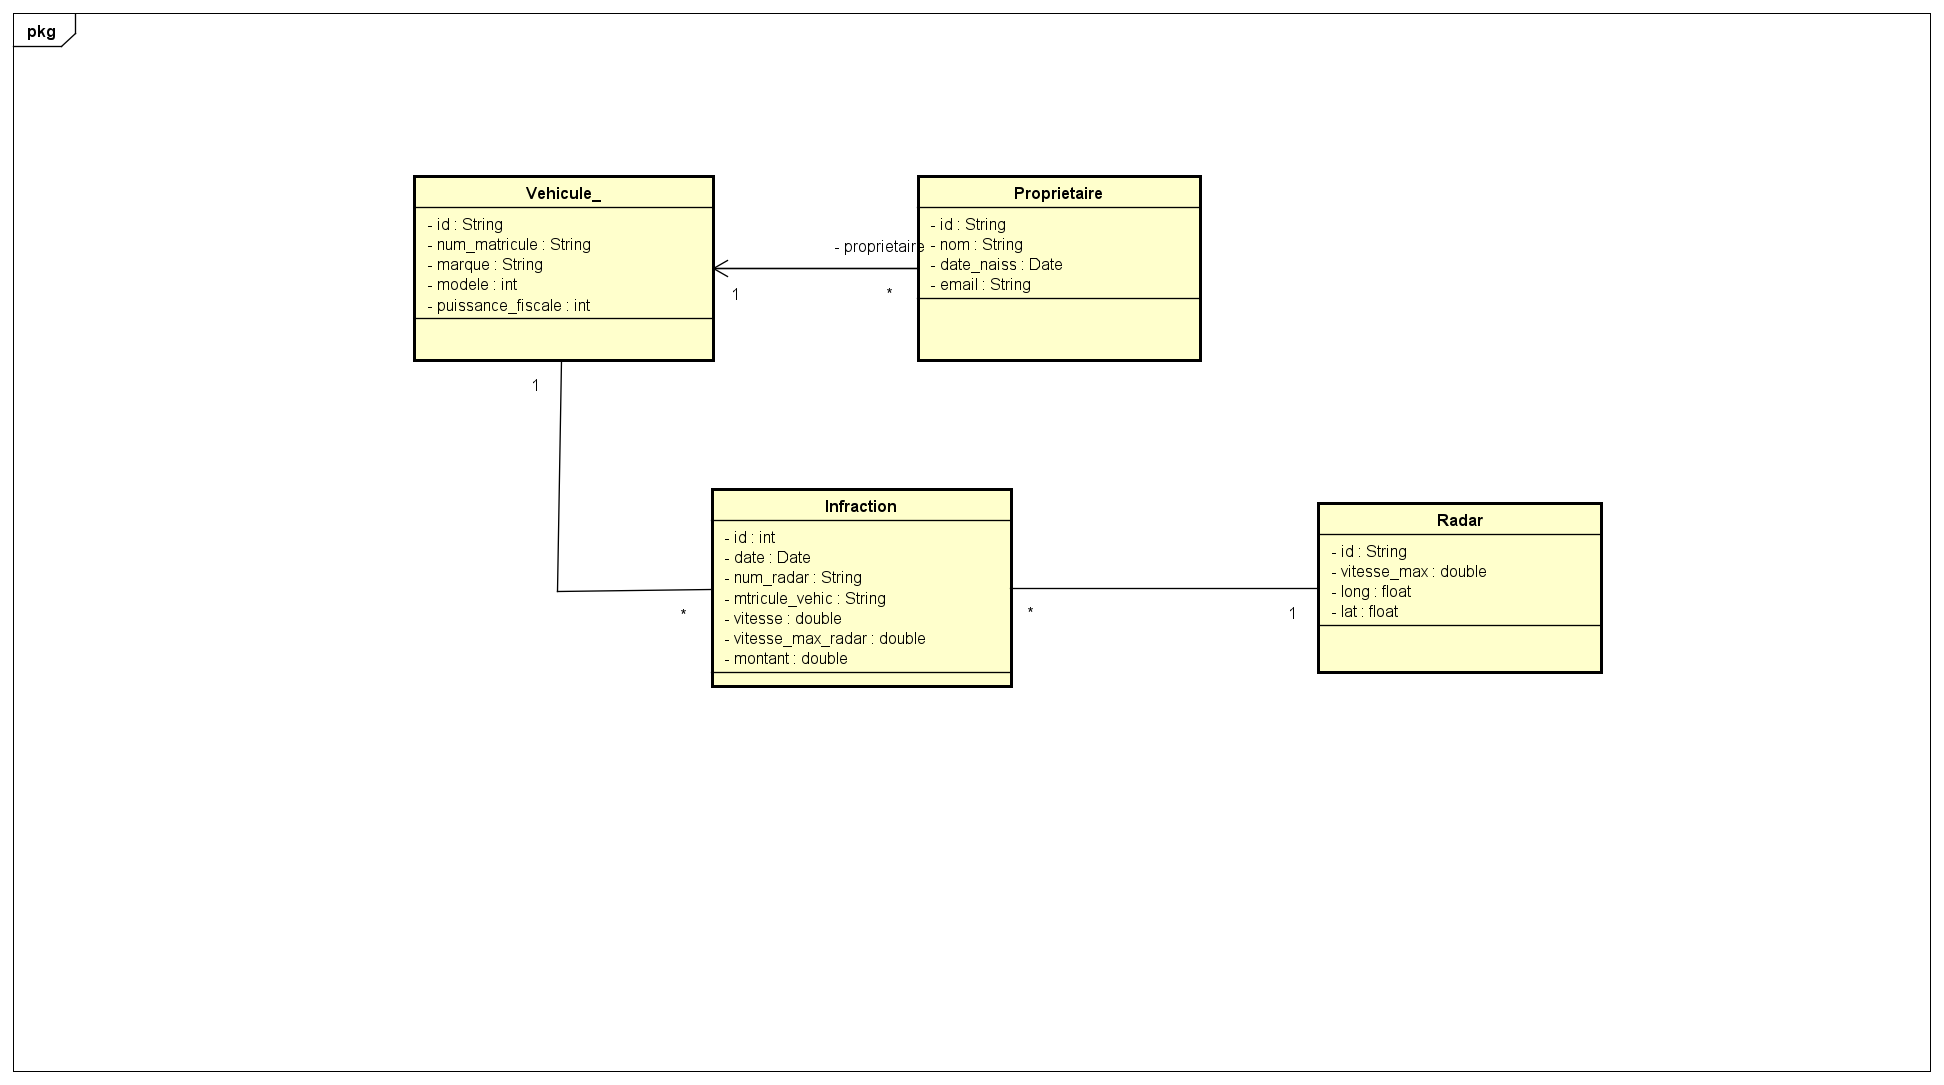 pkg
Vehicule_
- id : String
- num_matricule : String
- marque : String
- modele : int
- puissance_fiscale : int
- proprietaire
1
*
Proprietaire
- id : String
- nom : String
- date_naiss : Date
- email : String
1
*
Infraction
- id : int
- date : Date
- num_radar : String
- mtricule_vehic : String
- vitesse : double
- vitesse_max_radar : double
- montant : double
*
1
Radar
- id : String
- vitesse_max : double
- long : float
- lat : float